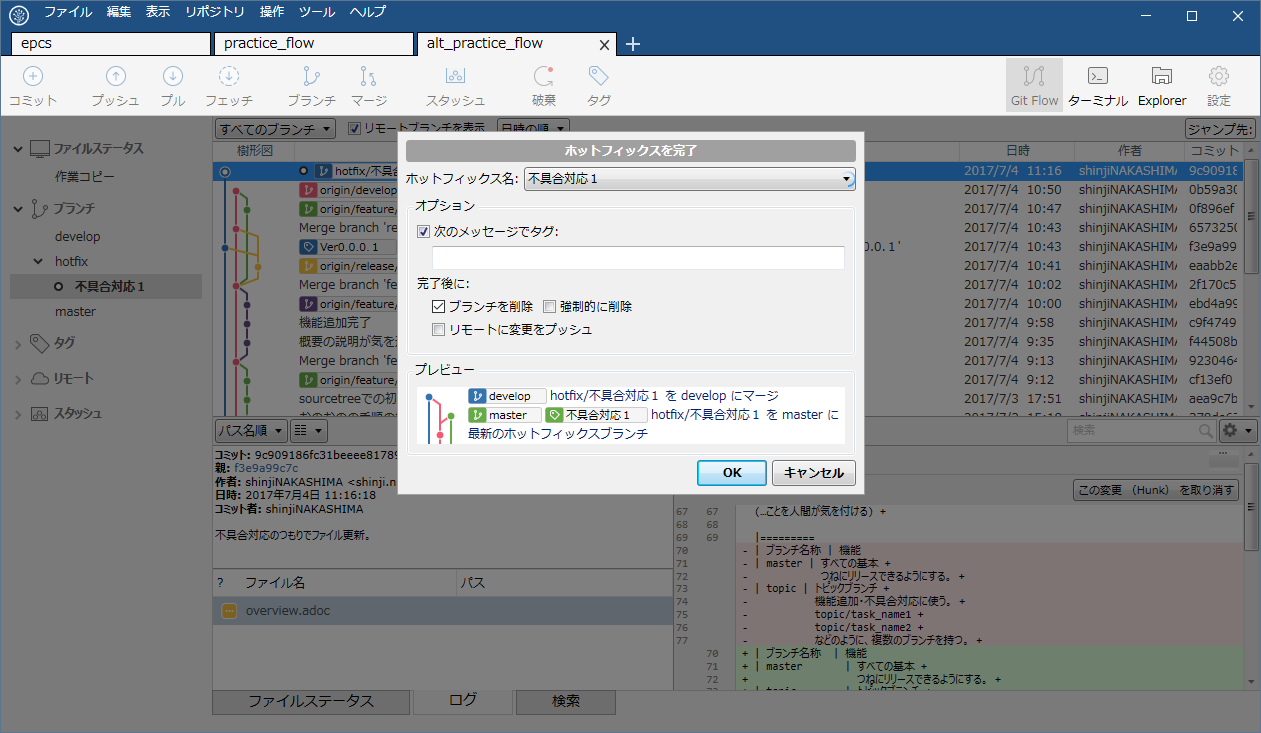 ファイル 編集 表示 リポジトリ 操作 ツール ヘルプ
epcs
practice_flow
alt_practice_flow
コミット
プッシュ
プル
フェッチ
ブランチ
マージ
スタッシュ
破棄
タグ
Git Flow
ターミナル
Explorer
設定
ファイルステータス
作業コピー
ブランチ
develop
hotfix
不具合対応1
master
タグ
リモート
スタッシュ
すべてのブランチ
リモートブランチを表示
日時の順
ジャンプ先:
樹形図
日時
作者
コミット
hotfix/不具合 2017/7/4 11:16 shinjiNAKASHIMA 9c90918
origin/develop 2017/7/4 10:50 shinjiNAKASHIMA 0b59a30
origin/feature/ 2017/7/4 10:47 shinjiNAKASHIMA 0f896ef
Merge branch 're 2017/7/4 10:43 shinjiNAKASHIMA 6573250
Ver0.0.1 0.0.1' 2017/7/4 10:43 shinjiNAKASHIMA f3e9a99
origin/release/ 2017/7/4 10:41 shinjiNAKASHIMA eaabb2e
Merge branch 'fe 2017/7/4 10:02 shinjiNAKASHIMA 2f170c5
origin/feature/ 2017/7/4 10:00 shinjiNAKASHIMA ebd4a99
機能追加完了 2017/7/4 9:58 shinjiNAKASHIMA c9f4749
概要の説明が気を 2017/7/4 9:35 shinjiNAKASHIMA f44508b
Merge branch 'fe 2017/7/4 9:13 shinjiNAKASHIMA 9230464
origin/feature/ 2017/7/4 9:12 shinjiNAKASHIMA cf13ef0
sourcetreeでの初 2017/7/3 17:51 shinjiNAKASHIMA aea9c7b
ホットフィックスを完了
ホットフィックス名: 不具合対応1
オプション
次のメッセージでタグ:
完了後に:
ブランチを削除 強制的に削除
リモートに変更をプッシュ
プレビュー
develop hotfix/不具合対応1 を develop にマージ
master 不具合対応1 hotfix/不具合対応1 を master に
最新のホットフィックスブランチ
OK
キャンセル
パス名順
検索
コミット: 9c909186fc31beeee81789
親: f3e9a99c7c
作者: shinjiNAKASHIMA <shinji.n
日時: 2017年7月4日 11:16:18
コミット者: shinjiNAKASHIMA
不具合対応のつもりでファイル更新。
? ファイル名 パス
overview.adoc
この変更 (Hunk) を取り消す
67 67 (…ことを人間が気を付ける) +
68 68
69 69 |=========
70 - | ブランチ名称 | 機能
71 - | master | すべての基本 +
72 - つねにリリースできるようにする。 +
73 - | topic | トピックブランチ +
74 - 機能追加・不具合対応に使う。 +
75 - topic/task_name1 +
76 - topic/task_name2 +
77 - などのように、複数のブランチを持つ。 +
70 + | ブランチ名称 | 機能
71 + | master | すべての基本 +
72 + つねにリリースできるようにする。 +
ファイルステータス
ログ
検索